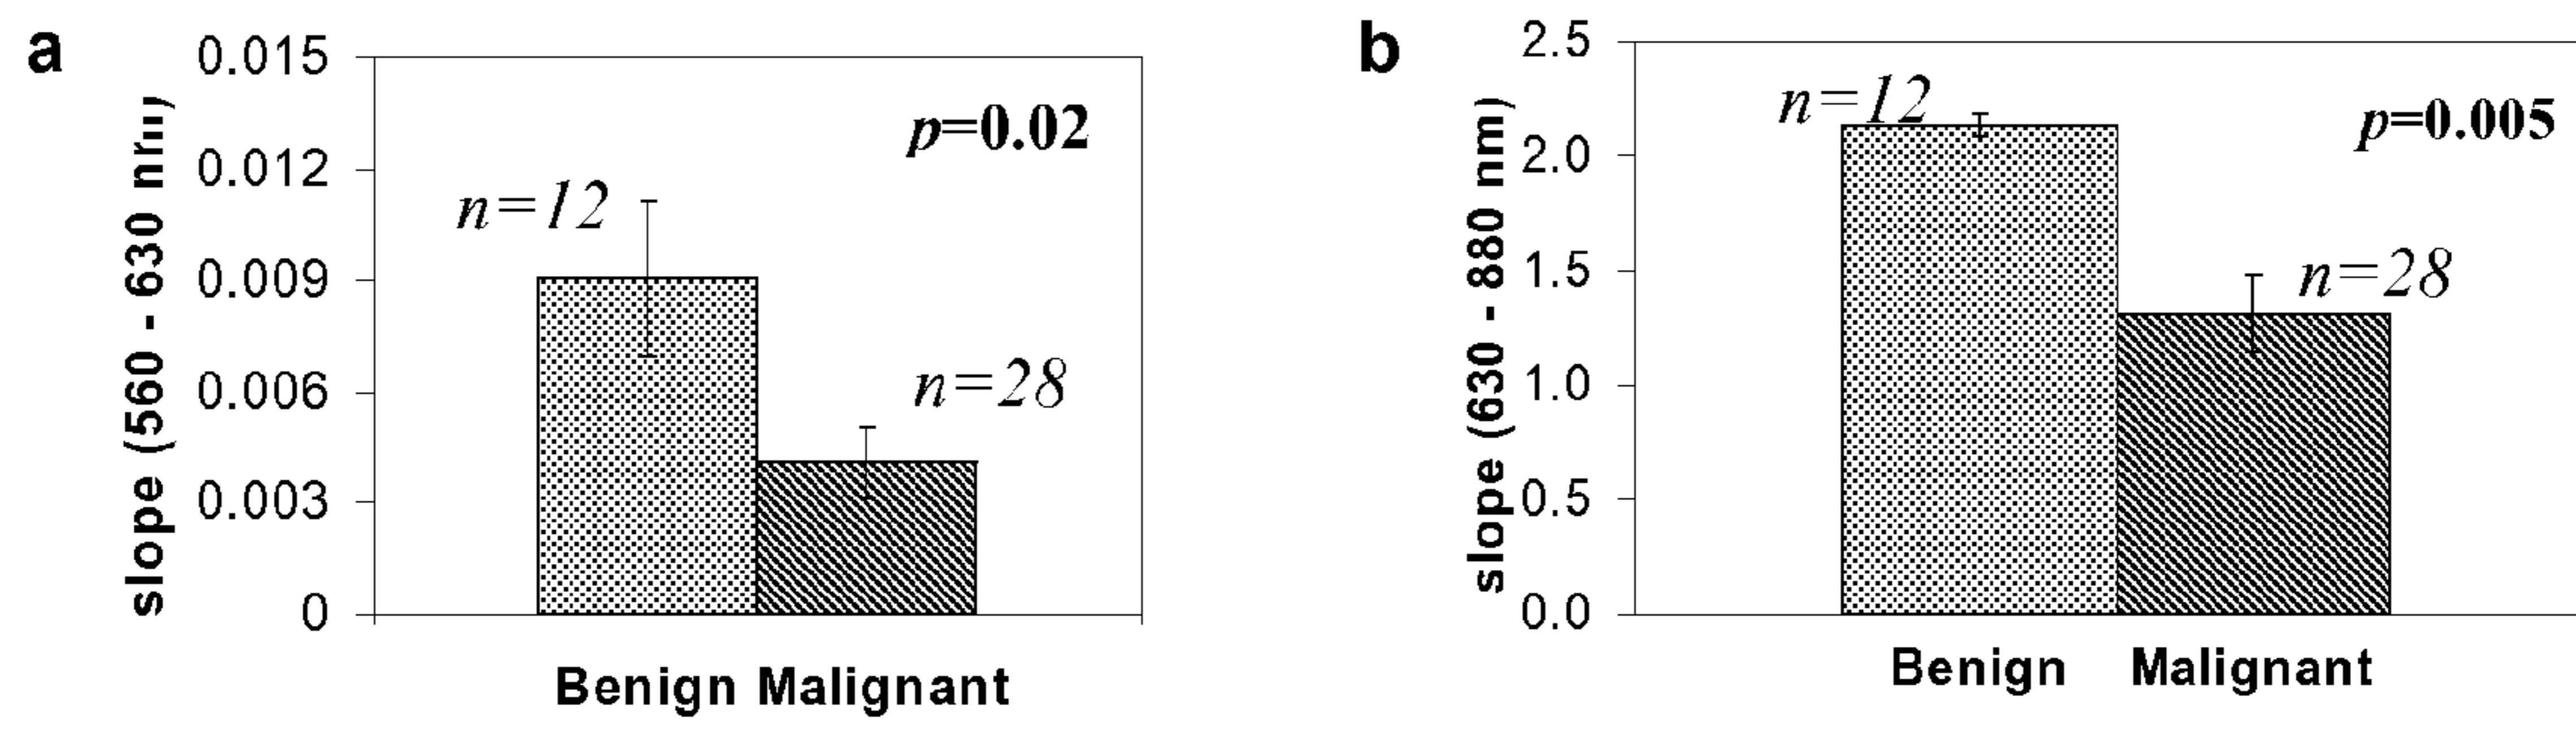 a
slope (560 - 630 nm)
0.015
0.012
0.009
0.006
0.003
0
n=12
n=28
p=0.02
Benign Malignant
b
slope (630 - 880 nm)
2.5
2.0
1.5
1.0
0.5
0.0
n=12
n=28
p=0.005
Benign Malignant